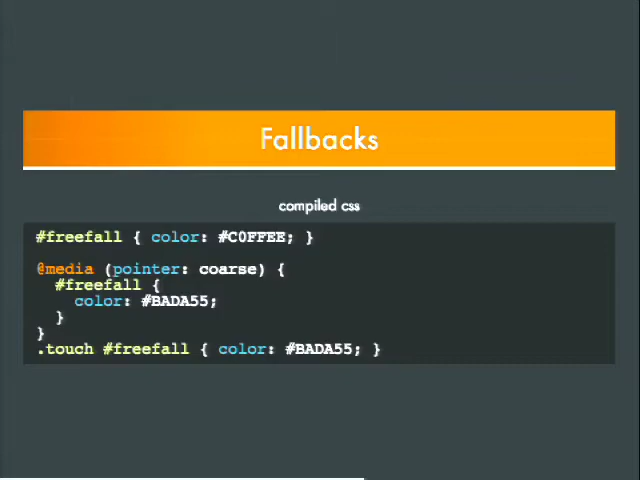 Fallbacks
compiled css
#freefall { color: #C0FFEE; }
@media (pointer: coarse) {
#freefall {
color: #BADA55;
}
}
.touch #freefall { color: #BADA55; }